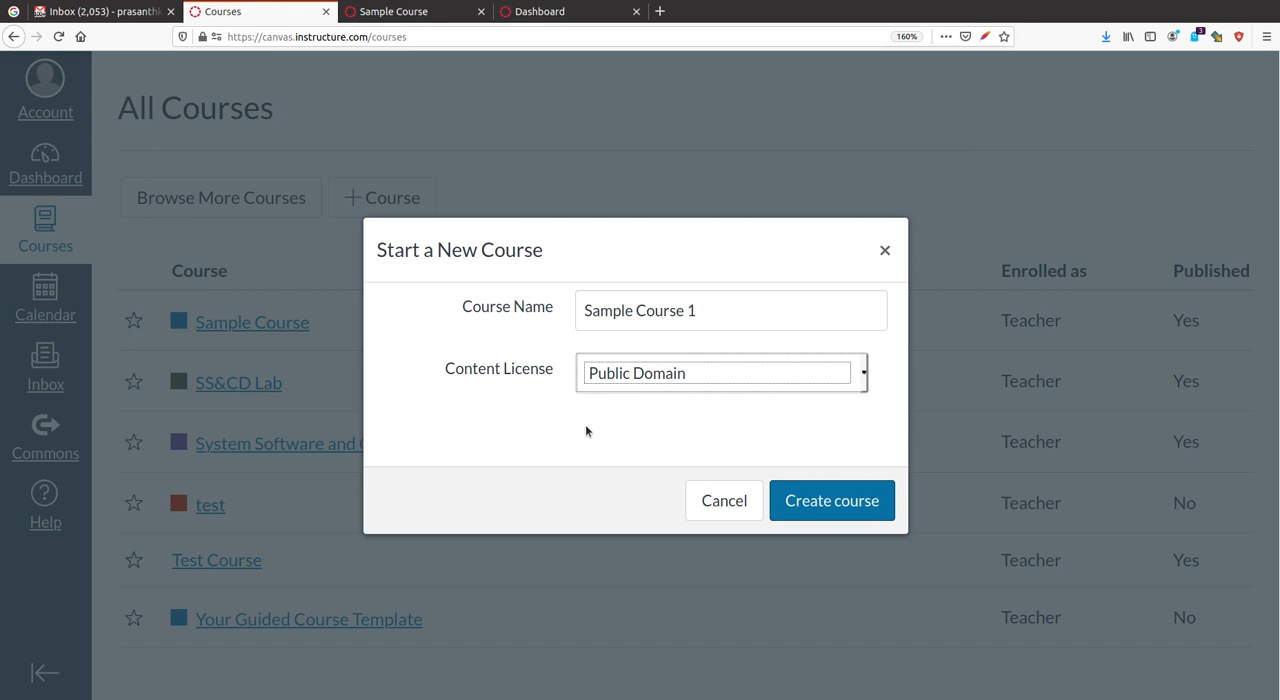 Inbox (2,053) - prasanth
Courses
Sample Course
Dashboard
https://canvas.instructure.com/courses
160%
3
Account
Dashboard
Courses
Calendar
Inbox
Commons
Help
All Courses
Browse More Courses
Course
Course
Enrolled as
Published
Sample Course
Teacher
Yes
SS&CD Lab
Teacher
Yes
System Software and
Teacher
Yes
test
Teacher
No
Test Course
Teacher
Yes
Your Guided Course Template
Teacher
No
Start a New Course
Course Name
Sample Course 1
Content License
Public Domain
Cancel
Create course